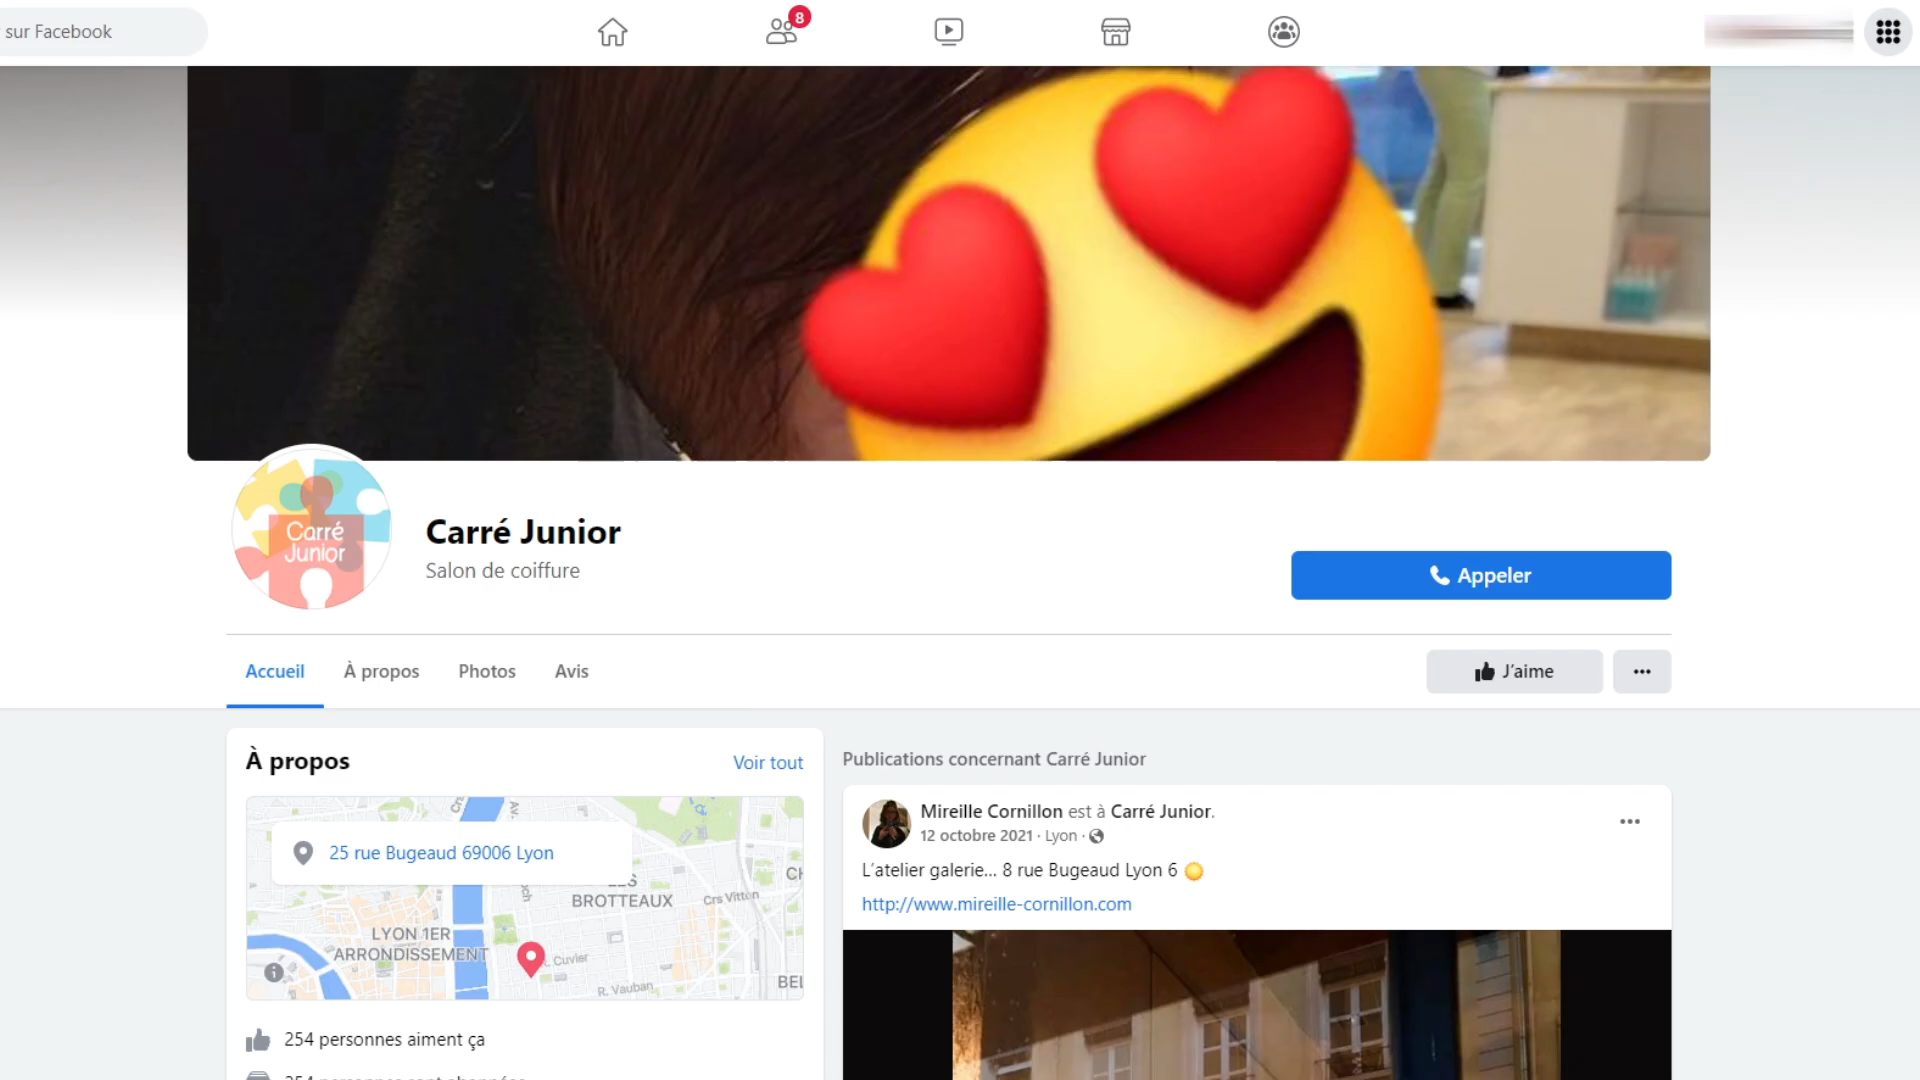 sur Facebook
8
Carré
Junior
Carré Junior
Salon de coiffure
Appeler
Accueil
À propos
Photos
Avis
J'aime
À propos
Voir tout
25 rue Bugeaud 69006 Lyon
BROTTEAUX
Crs Vitton
LYON 1ER
ARRONDISSEMENT
Cuvier
R. Vauban
254 personnes aiment ça
Publications concernant Carré Junior
Mireille Cornillon est à Carré Junior.
12 octobre 2021 · Lyon ·
L'atelier galerie... 8 rue Bugeaud Lyon 6
http://www.mireille-cornillon.com